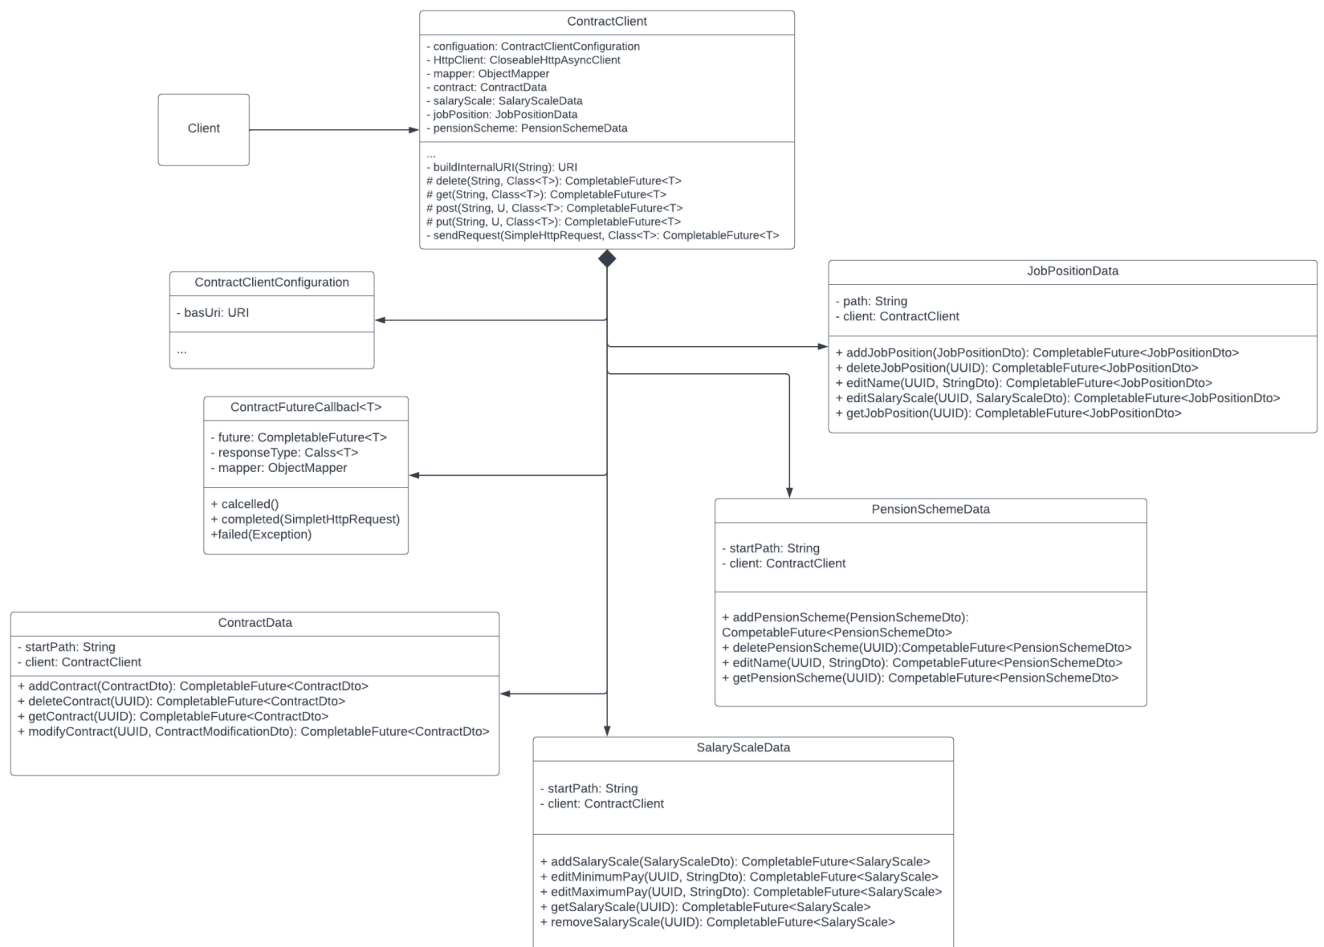 ContractClient
- configuation: ContractClientConfiguration
- HttpClient: CloseableHttpAsyncClient
- mapper: ObjectMapper
- contract: ContractData
- salaryScale: SalaryScaleData
- jobPosition: JobPositionData
- pensionScheme: PensionSchemeData
...
- buildInternalURI(String): URI
# delete(String, Class<T>): CompletableFuture<T>
# get(String, Class<T>): CompletableFuture<T>
# post(String, U, Class<T>: CompletableFuture<T>
# put(String, U, Class<T>): CompletableFuture<T>
- sendRequest(SimpleHttpRequest, Class<T>: CompletableFuture<T>
Client
ContractClientConfiguration
- basUri: URI
...
JobPositionData
- path: String
- client: ContractClient
+ addJobPosition(JobPositionDto): CompletableFuture<JobPositionDto>
+ deleteJobPosition(UUID): CompletableFuture<JobPositionDto>
+ editName(UUID, StringDto): CompletableFuture<JobPositionDto>
+ editSalaryScale(UUID, SalaryScaleDto): CompletableFuture<JobPositionDto>
+ getJobPosition(UUID): CompletableFuture<JobPositionDto>
ContractFutureCallbacl<T>
- future: CompletableFuture<T>
- responseType: Calss<T>
- mapper: ObjectMapper
+ calcelled()
+ completed(SimpletHttpRequest)
+failed(Exception)
PensionSchemeData
- startPath: String
- client: ContractClient
+ addPensionScheme(PensionSchemeDto):
CompetableFuture<PensionSchemeDto>
+ deletePensionScheme(UUID):CompetableFuture<PensionSchemeDto>
+ editName(UUID, StringDto): CompetableFuture<PensionSchemeDto>
+ getPensionScheme(UUID): CompetableFuture<PensionSchemeDto>
ContractData
- startPath: String
- client: ContractClient
+ addContract(ContractDto): CompletableFuture<ContractDto>
+ deleteContract(UUID): CompletableFuture<ContractDto>
+ getContract(UUID): CompletableFuture<ContractDto>
+ modifyContract(UUID, ContractModificationDto): CompletableFuture<ContractDto>
SalaryScaleData
- startPath: String
- client: ContractClient
+ addSalaryScale(SalaryScaleDto): CompletableFuture<SalaryScale>
+ editMinimumPay(UUID, StringDto): CompletableFuture<SalaryScale>
+ editMaximumPay(UUID, StringDto): CompletableFuture<SalaryScale>
+ getSalaryScale(UUID): CompletableFuture<SalaryScale>
+ removeSalaryScale(UUID): CompletableFuture<SalaryScale>